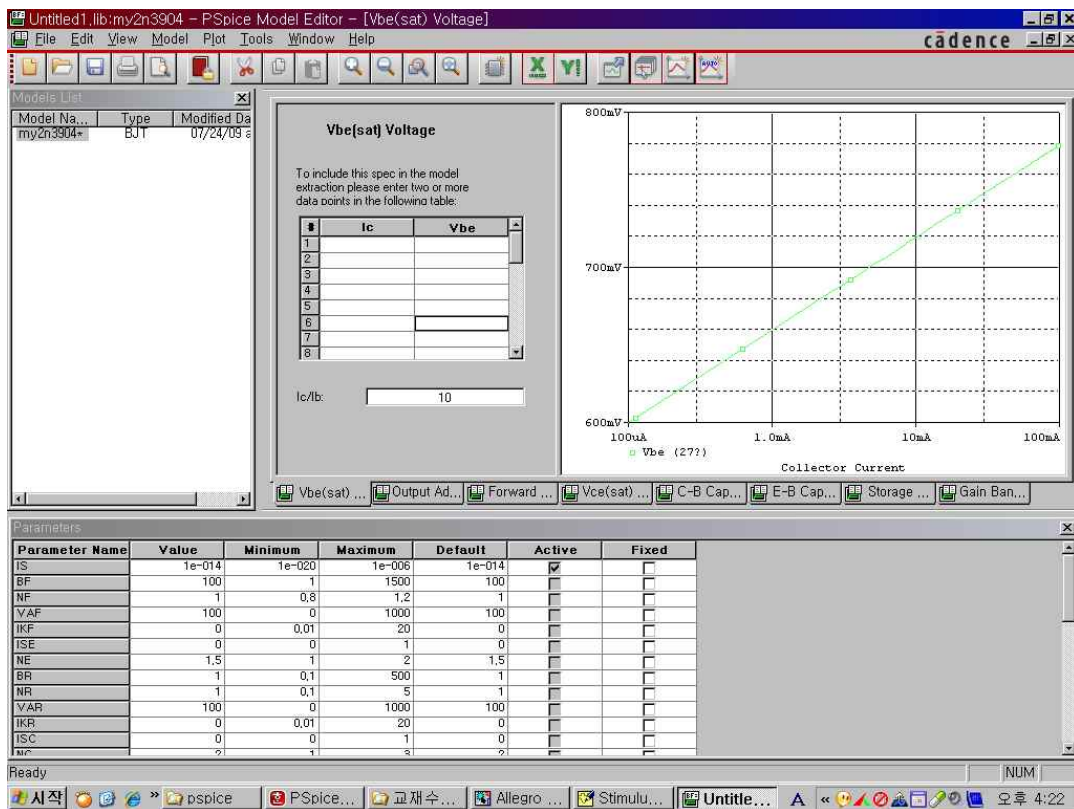 Untitled1.lib:my2n3904 - PSpice Model Editor - [Vbe(sat) Voltage]
File Edit View Model Plot Tools Window Help
cādence
Models List
Model Na... Type Modified Da
my2n3904* BJT 07/24/09 a
Vbe(sat) Voltage
To include this spec in the model
extraction please enter two or more
data points in the following table:
# Ic Vbe
1
2
3
4
5
6
7
8
Ic/Ib: 10
800mV
700mV
600mV
100uA 1.0mA 10mA 100mA
Vbe (27?)
Collector Current
Vbe(sat) ... Output Ad... Forward ... Vce(sat) ... C-B Cap... E-B Cap... Storage ... Gain Ban...
Parameters
Parameter Name Value Minimum Maximum Default Active Fixed
IS 1e-014 1e-020 1e-006 1e-014
BF 100 1 1500 100
NF 1 0,8 1,2 1
VAF 100 0 1000 100
IKF 0 0,01 20 0
ISE 0 0 1 0
NE 1,5 1 2 1,5
BR 1 0,1 500 1
NR 1 0,1 5 1
VAR 100 0 1000 100
IKR 0 0,01 20 0
ISC 0 0 1 0
NC 2 1 3 2
Ready NUM
시작 » pspice PSpice... 교재수... Allegro ... Stimulu... Untitle... A « 오후 4:22